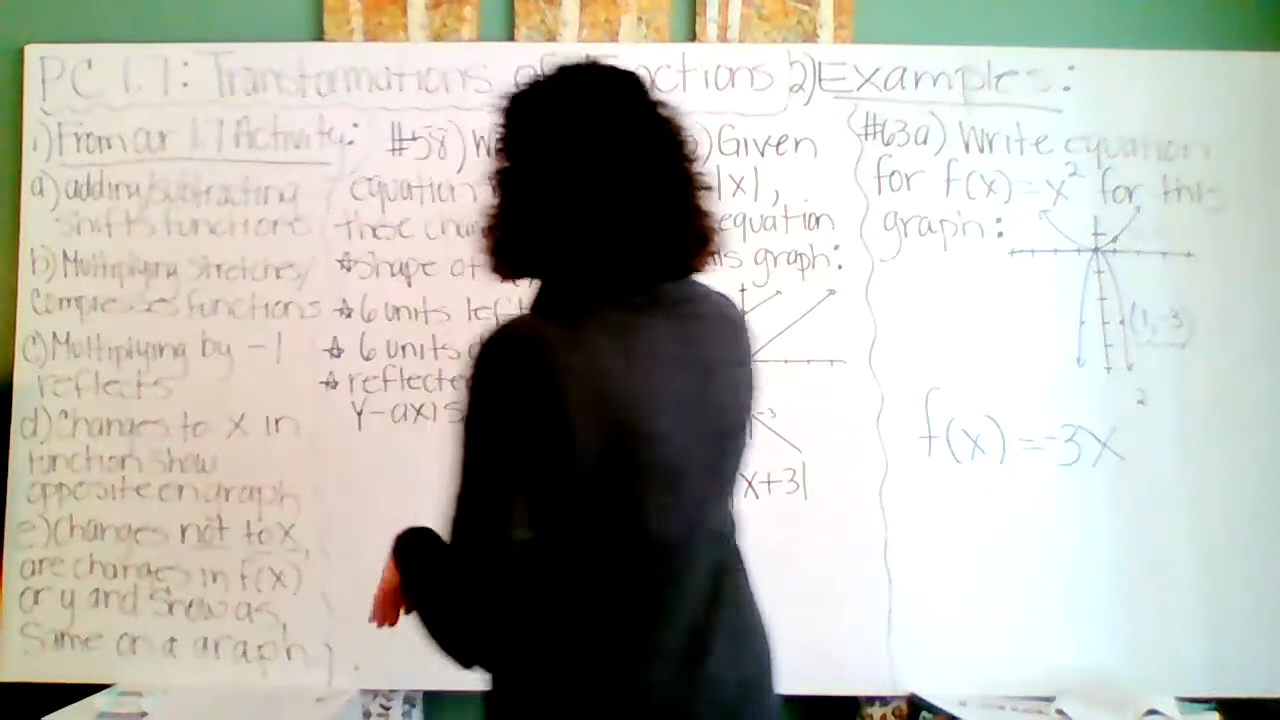 PC 1.7: Transformations of
1) From our 1.7 Activity:
a) adding/subtracting
shifts functions
b) Multiplying stretches/
compresses functions
c) Multiplying by -1
reflects
d) Changes to x in
function show
opposite on graph
e) Changes not to x,
are changes in f(x)
or y and show as
same on a graph
#58)
equation
these
* shape of
* 6 units left
* 6 units
* reflected
y-axis
2) Examples:
Given
|x|,
equation
graph:
-3
x+3|
#63a) Write equation
for f(x)=x² for this
graph:
(1,-3)
f(x)=-3x²